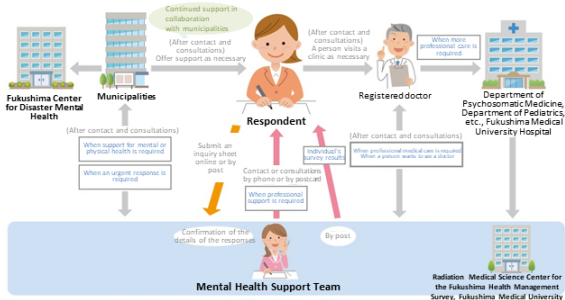 Continued support in
collaboration
with municipalities
(After contact and
consultations)
Offer support as necessary
(After contact and
consultations)
A person visits a
clinic as necessary
When more
professional care is
required
Fukushima Center
for Disaster Mental
Health
Municipalities
Respondent
Registered doctor
Department of
Psychosomatic Medicine,
Department of Pediatrics,
etc., Fukushima Medical
University Hospital
(After contact and consultations)
When support for mental or
physical health is required
When an urgent response is
required
Submit an
inquiry sheet
online or by
post
Contact or consultations
by phone or by postcard
When professional
support is required
Individual's
survey results
(After contact and consultations)
When professional medical care is required
When a person wants to see a doctor
Confirmation of the
details of the responses
By post
Mental Health Support Team
Radiation Medical Science Center for
the Fukushima Health Management
Survey, Fukushima Medical University